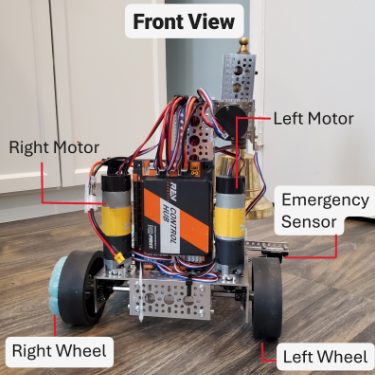 Front View
Left Motor
Right Motor
REV
CONTROL
HUB
Emergency
Sensor
Right Wheel
Left Wheel